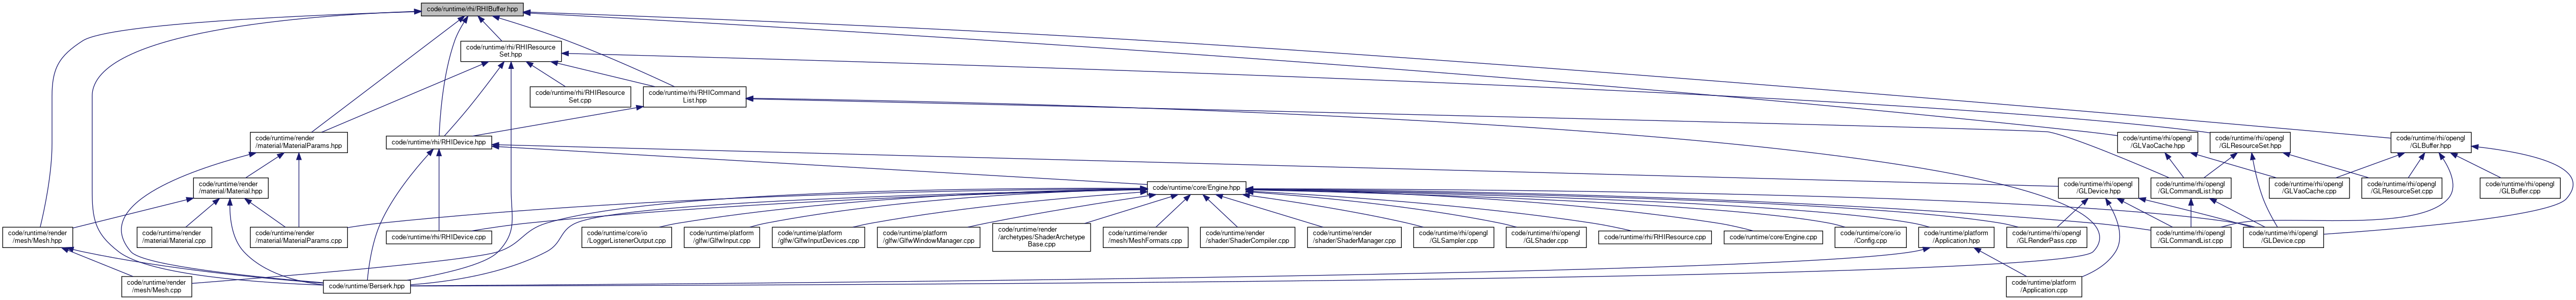 code/runtime/rhi/RHIBuffer.hpp
code/runtime/rhi/RHIResource
Set.hpp
code/runtime/rhi/RHIResource
Set.cpp
code/runtime/rhi/RHICommand
List.hpp
code/runtime/render
/material/MaterialParams.hpp
code/runtime/rhi/RHIDevice.hpp
code/runtime/rhi/opengl
/GLVaoCache.hpp
code/runtime/rhi/opengl
/GLResourceSet.hpp
code/runtime/rhi/opengl
/GLBuffer.hpp
code/runtime/render
/material/Material.hpp
code/runtime/core/Engine.hpp
code/runtime/rhi/opengl
/GLDevice.hpp
code/runtime/rhi/opengl
/GLCommandList.hpp
code/runtime/rhi/opengl
/GLVaoCache.cpp
code/runtime/rhi/opengl
/GLResourceSet.cpp
code/runtime/rhi/opengl
/GLBuffer.cpp
code/runtime/render
/mesh/Mesh.hpp
code/runtime/render
/material/Material.cpp
code/runtime/render
/material/MaterialParams.cpp
code/runtime/rhi/RHIDevice.cpp
code/runtime/core/io
/LoggerListenerOutput.cpp
code/runtime/platform
/glfw/GlfwInput.cpp
code/runtime/platform
/glfw/GlfwInputDevices.cpp
code/runtime/platform
/glfw/GlfwWindowManager.cpp
code/runtime/render
/archetypes/ShaderArchetype
Base.cpp
code/runtime/render
/mesh/MeshFormats.cpp
code/runtime/render
/shader/ShaderCompiler.cpp
code/runtime/render
/shader/ShaderManager.cpp
code/runtime/rhi/opengl
/GLSampler.cpp
code/runtime/rhi/opengl
/GLShader.cpp
code/runtime/rhi/RHIResource.cpp
code/runtime/core/Engine.cpp
code/runtime/core/io
/Config.cpp
code/runtime/platform
/Application.hpp
code/runtime/rhi/opengl
/GLRenderPass.cpp
code/runtime/rhi/opengl
/GLCommandList.cpp
code/runtime/rhi/opengl
/GLDevice.cpp
code/runtime/render
/mesh/Mesh.cpp
code/runtime/Berserk.hpp
code/runtime/platform
/Application.cpp